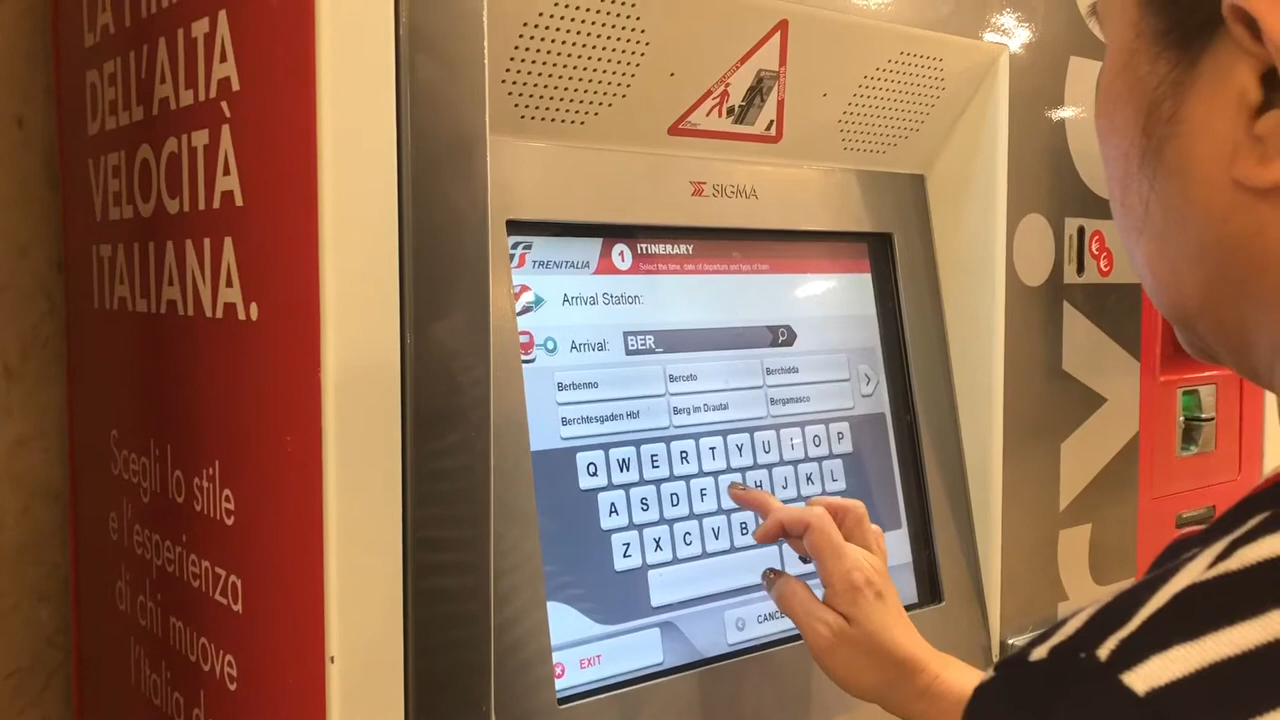 DELL'ALTA
VELOCITÀ
ITALIANA.
Scegli lo stile
e l'esperienza
di chi muove
l'Italia
SECURITY
WARNING
SIGMA
TRENITALIA
1
ITINERARY
Select the time, date of departure and type of train
Arrival Station:
Arrival:
BER_
Berbenno
Berceto
Berchidda
Berchtesgaden Hbf
Berg Im Drautal
Bergamasco
Q W E R T Y U I O P
A S D F H J K L
Z X C V B
CANCE
EXIT
€
€